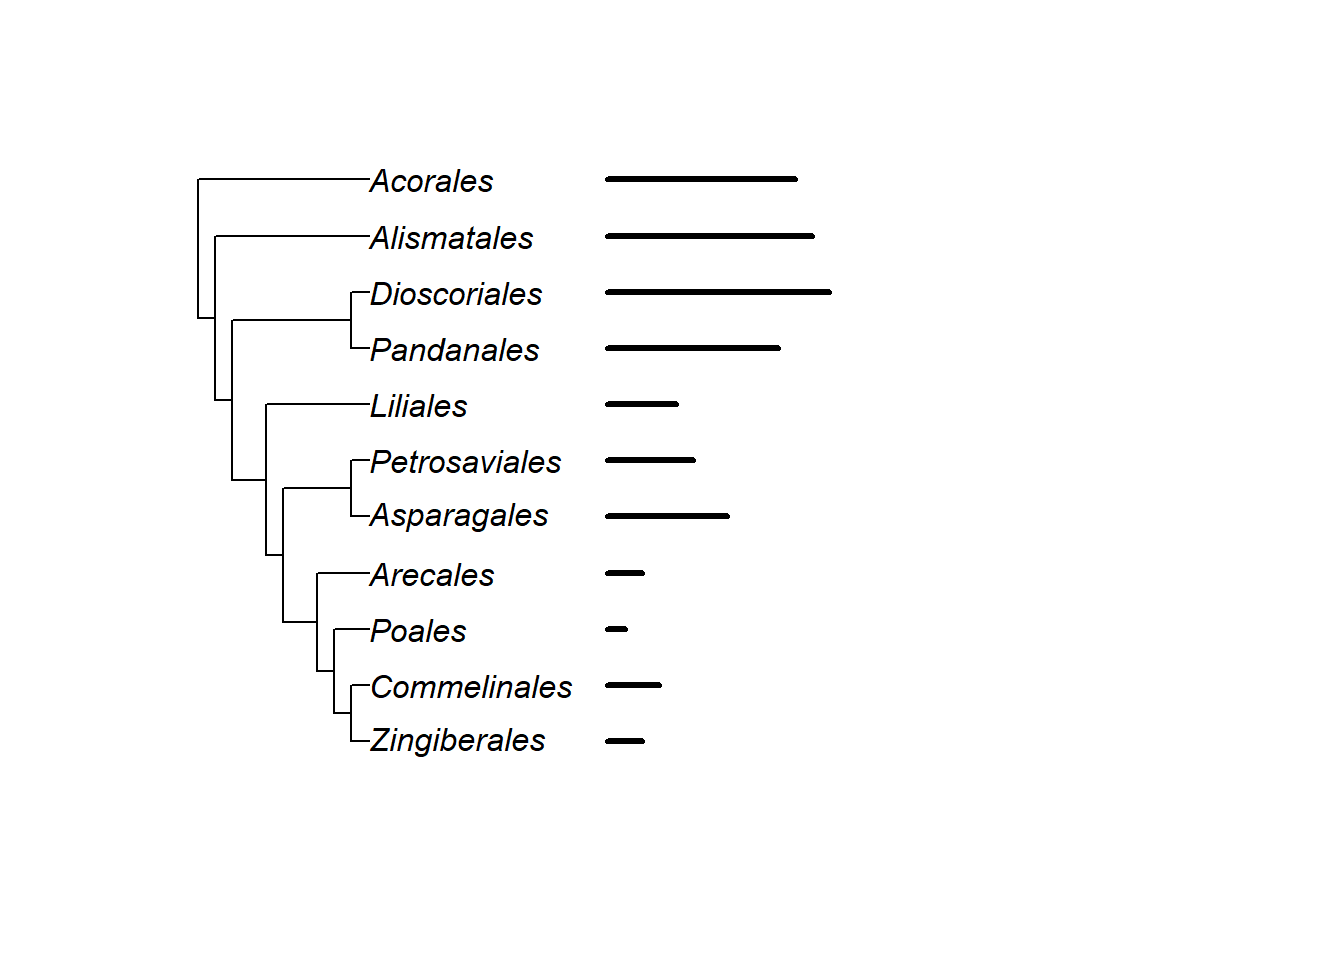 Acorales
Alismatales
Dioscoriales
Pandanales
Liliales
Petrosaviales
Asparagales
Arecales
Poales
Commelinales
Zingiberales